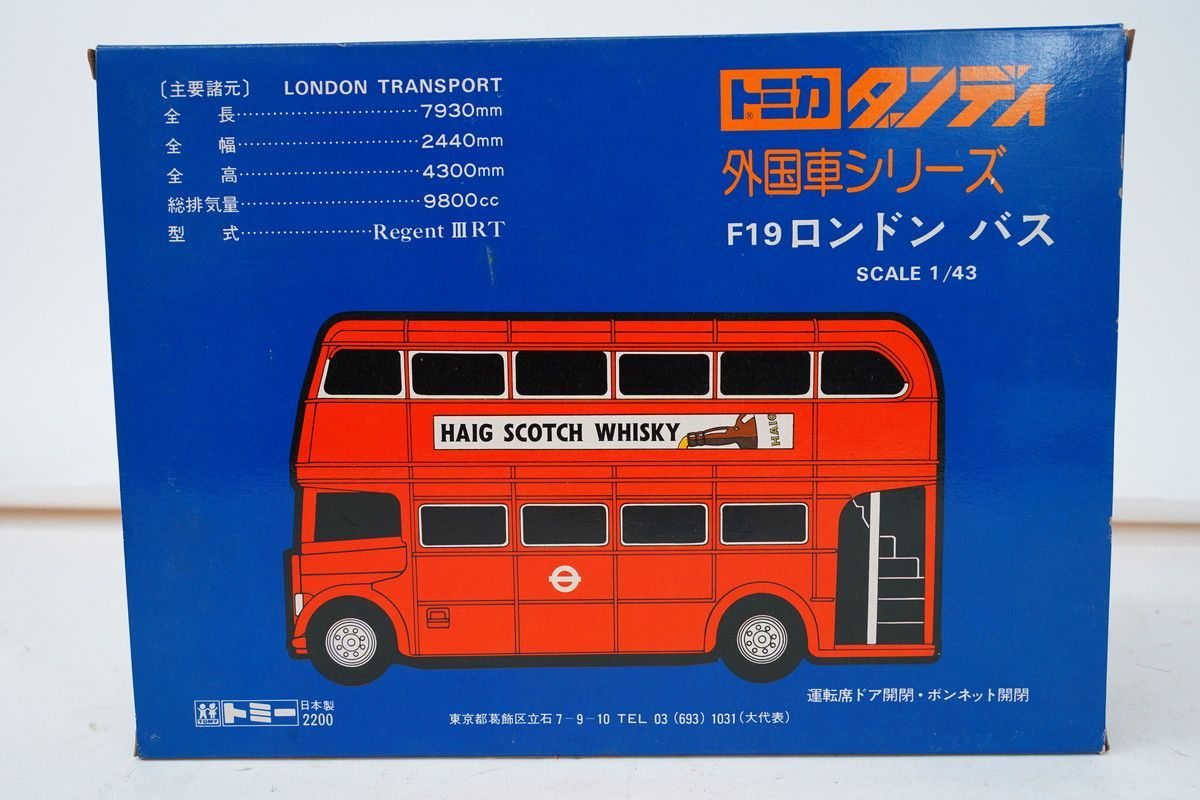 〔主要諸元〕 LONDON TRANSPORT
全長…………………………7930mm
全幅…………………………2440mm
全高…………………………4300mm
総排気量…………………………9800cc
型式…………………Regent ⅢRT
トミカ® ダンディ
外国車シリーズ
F19 ロンドン バス
SCALE 1/43
HAIG SCOTCH WHISKY
HAIG
運転席ドア開閉・ボンネット開閉
TOMY トミー 日本製
2200
東京都葛飾区立石7-9-10 TEL 03(693)1031(大代表)